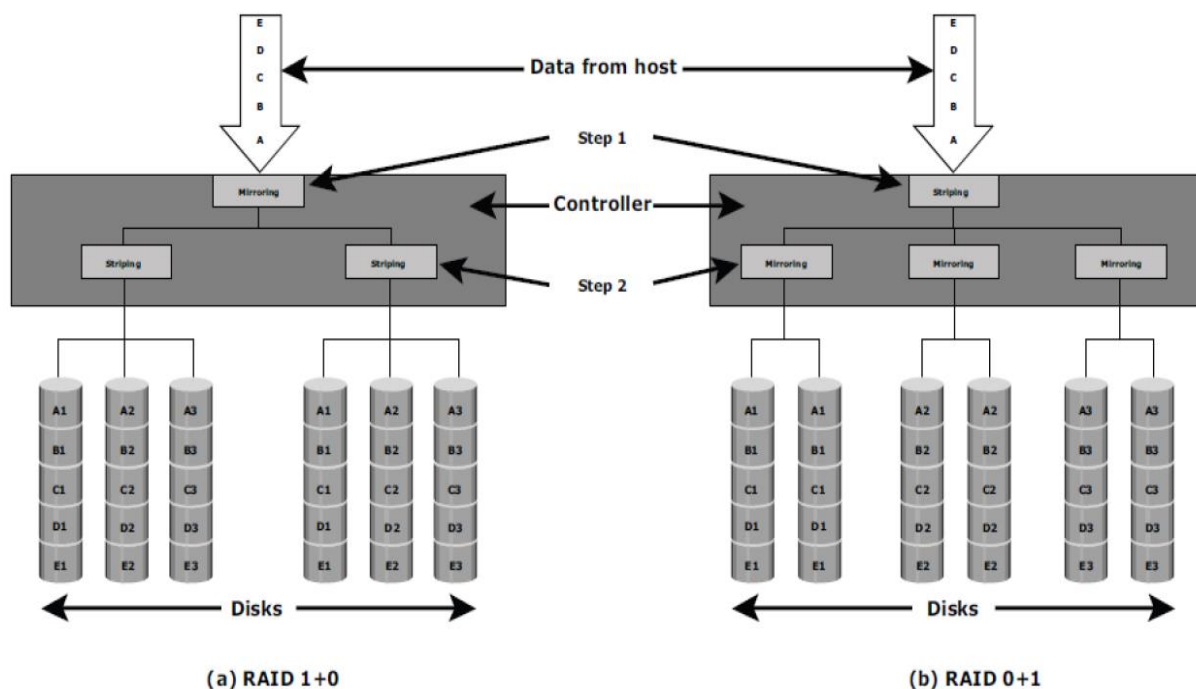 E
D
C
B
A
Data from host
E
D
C
B
A
Step 1
Mirroring
Controller
Striping
Striping
Striping
Step 2
Mirroring
Mirroring
Mirroring
A1 A2 A3 A1 A2 A3
B1 B2 B3 B1 B2 B3
C1 C2 C3 C1 C2 C3
D1 D2 D3 D1 D2 D3
E1 E2 E3 E1 E2 E3
Disks
(a) RAID 1+0
A1 A1 A2 A2 A3 A3
B1 B1 B2 B2 B3 B3
C1 C1 C2 C2 C3 C3
D1 D1 D2 D2 D3 D3
E1 E1 E2 E2 E3 E3
Disks
(b) RAID 0+1